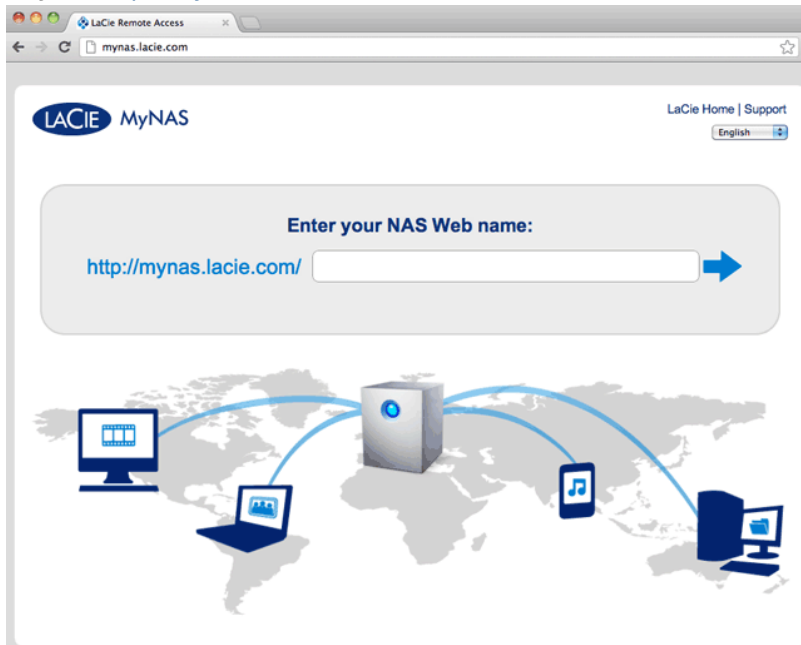 LaCie Remote Access
mynas.lacie.com
LACIE MyNAS
LaCie Home | Support
English
Enter your NAS Web name:
http://mynas.lacie.com/